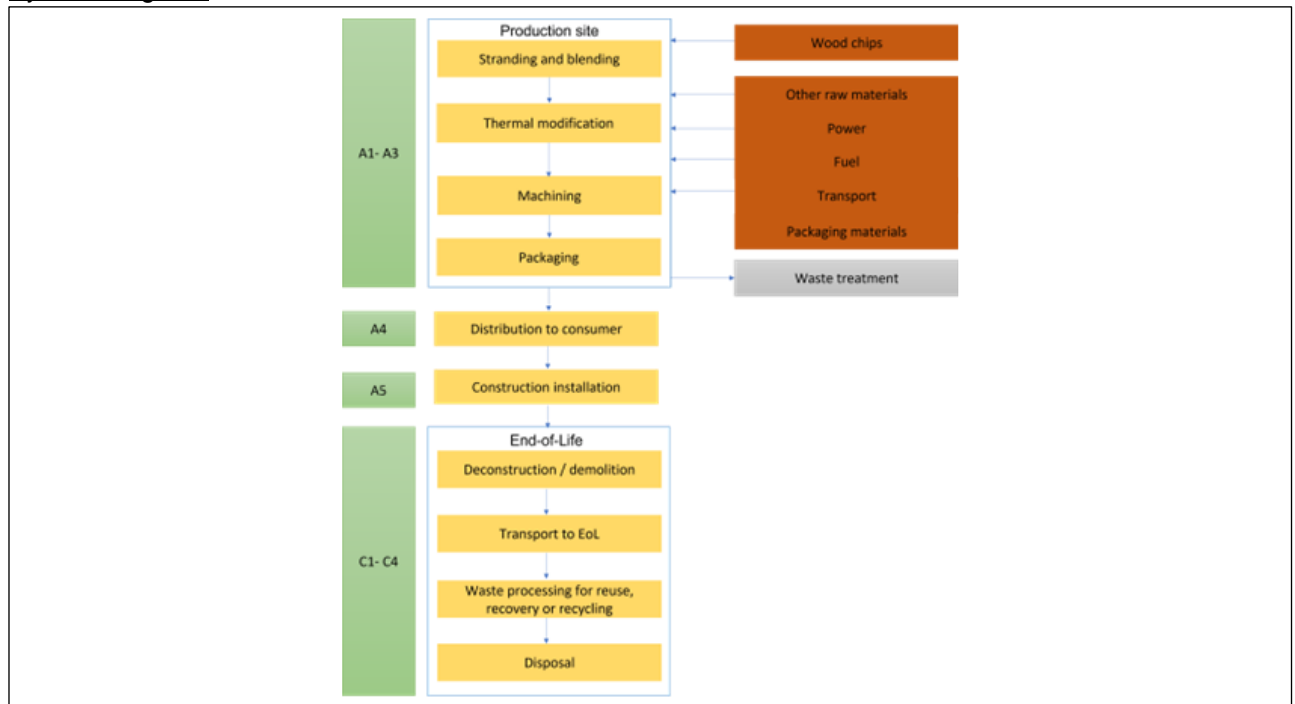 A1- A3
Production site
Stranding and blending
Thermal modification
Machining
Packaging
Wood chips
Other raw materials
Power
Fuel
Transport
Packaging materials
Waste treatment
A4
Distribution to consumer
A5
Construction installation
C1- C4
End-of-Life
Deconstruction / demolition
Transport to EoL
Waste processing for reuse,
recovery or recycling
Disposal